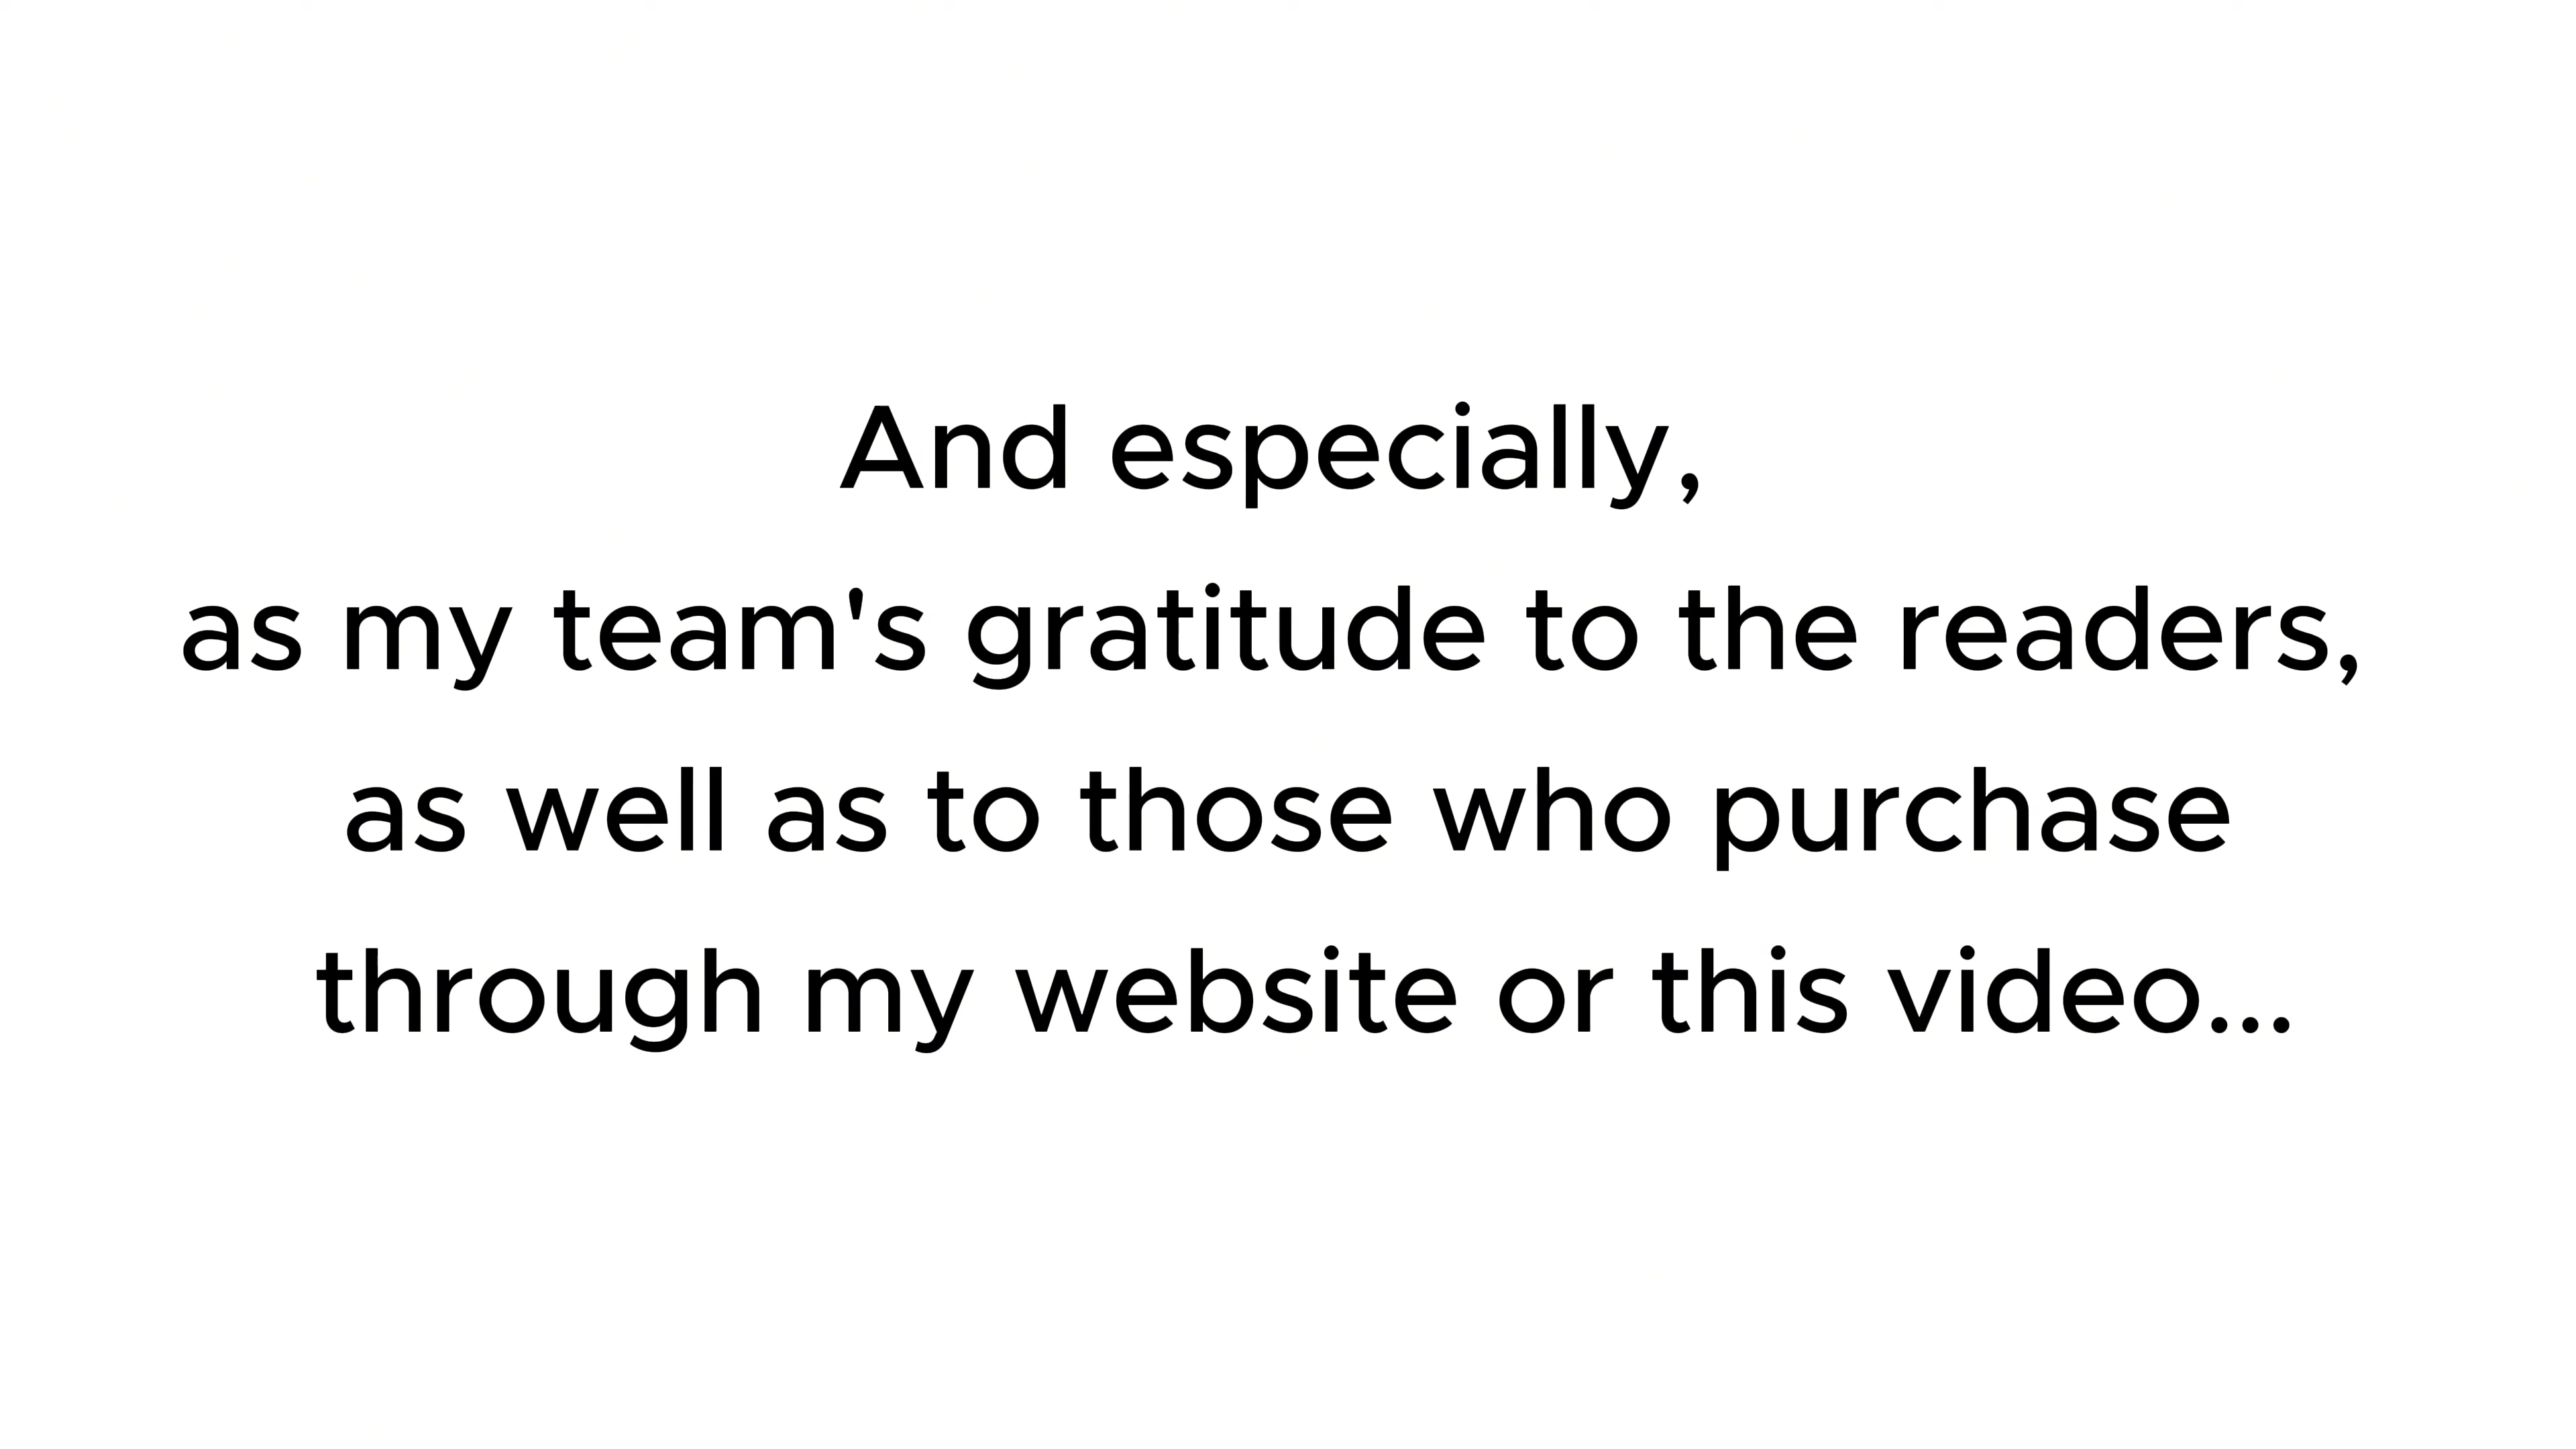 And especially,
as my team's gratitude to the readers,
as well as to those who purchase
through my website or this video...